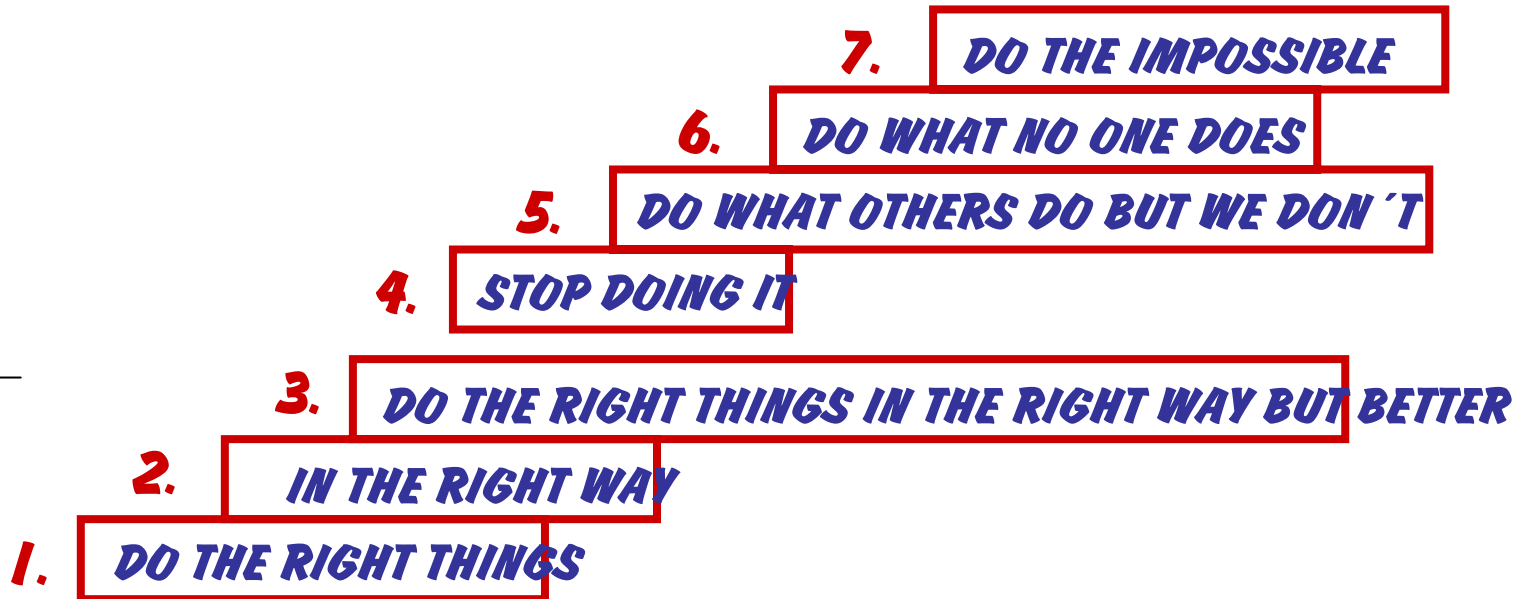 7. DO THE IMPOSSIBLE
6. DO WHAT NO ONE DOES
5. DO WHAT OTHERS DO BUT WE DON´T
4. STOP DOING IT
3. DO THE RIGHT THINGS IN THE RIGHT WAY BUT BETTER
2. IN THE RIGHT WAY
1. DO THE RIGHT THINGS